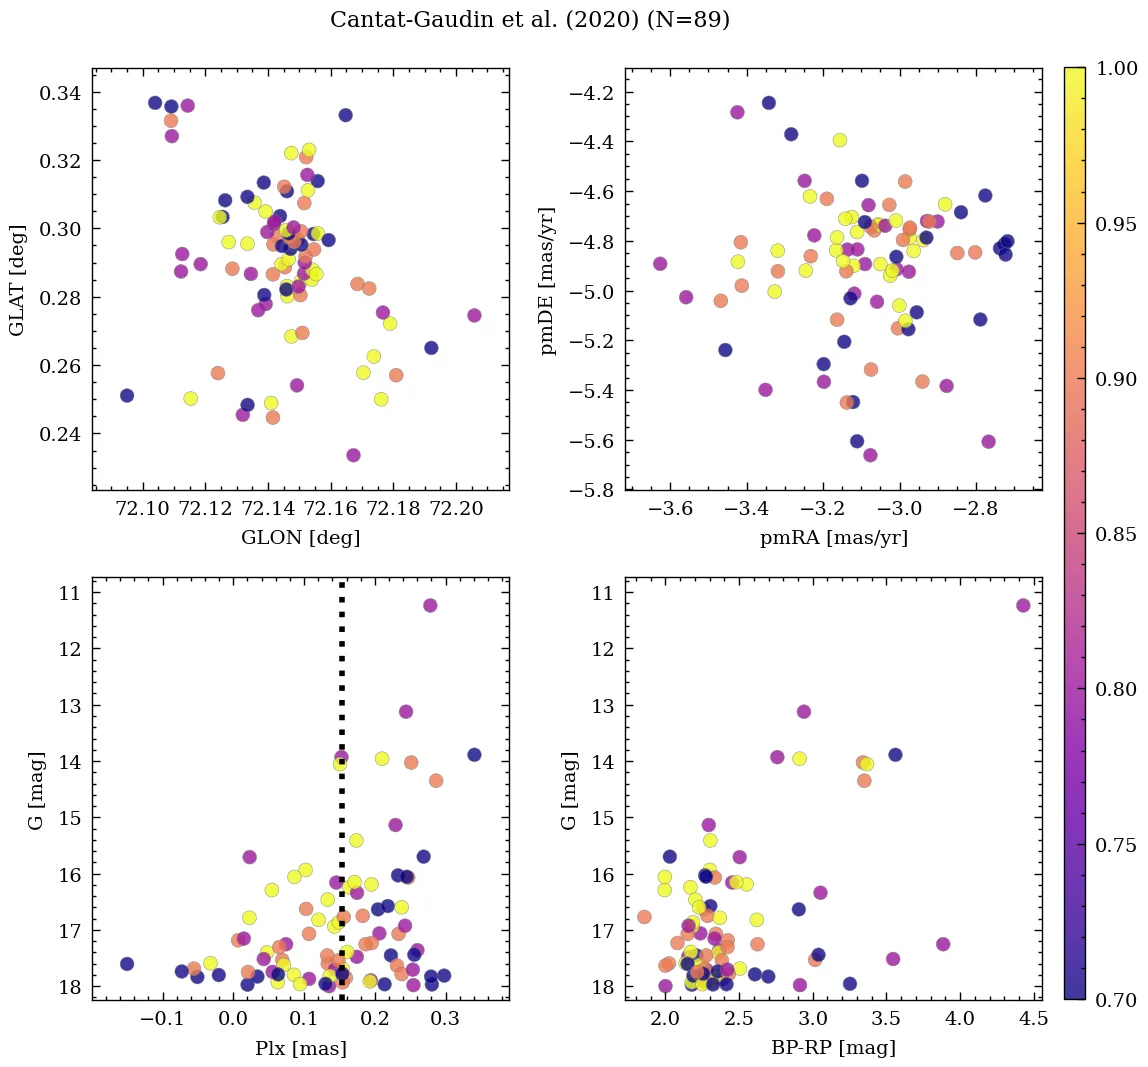 Cantat-Gaudin et al. (2020) (N=89)
0.34
0.32
0.30
0.28
0.26
0.24
GLAT [deg]
72.10 72.12 72.14 72.16 72.18 72.20
GLON [deg]
−4.2
−4.4
−4.6
−4.8
−5.0
−5.2
−5.4
−5.6
−5.8
pmDE [mas/yr]
−3.6 −3.4 −3.2 −3.0 −2.8
pmRA [mas/yr]
11
12
13
14
15
16
17
18
G [mag]
−0.1 0.0 0.1 0.2 0.3
Plx [mas]
11
12
13
14
15
16
17
18
G [mag]
2.0 2.5 3.0 3.5 4.0 4.5
BP-RP [mag]
1.00
0.95
0.90
0.85
0.80
0.75
0.70